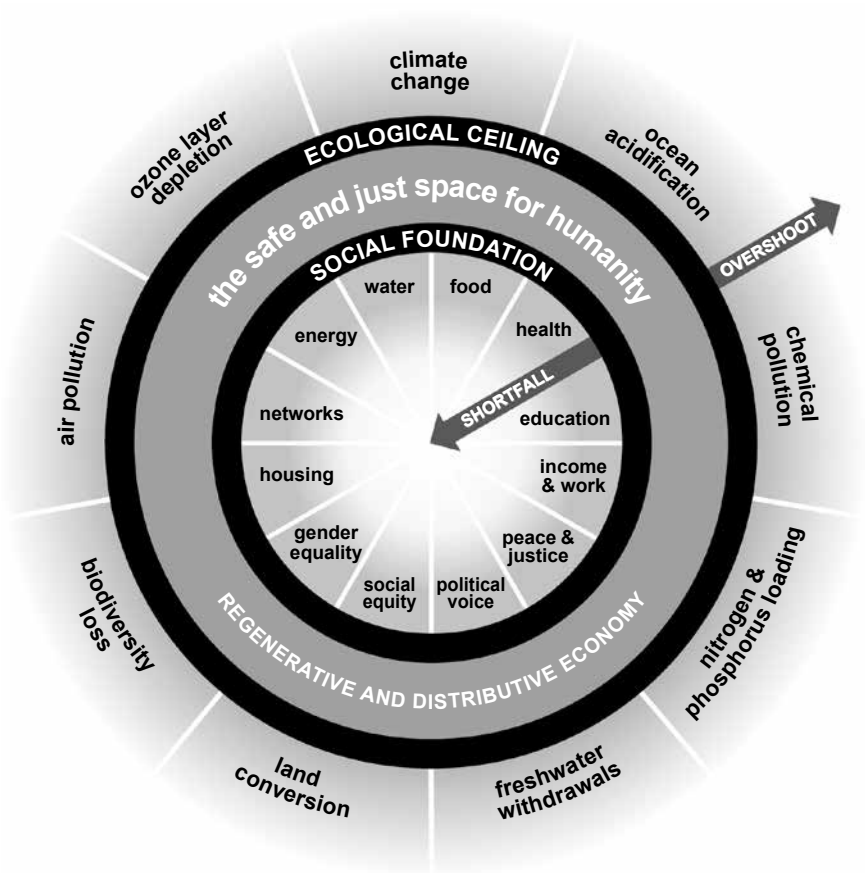 climate
change
ozone layer
depletion
ocean
acidification
ECOLOGICAL CEILING
the safe and just space for humanity
OVERSHOOT
SOCIAL FOUNDATION
water
food
energy
health
air pollution
chemical
pollution
SHORTFALL
networks
education
housing
income
& work
gender
equality
peace &
justice
social
equity
political
voice
biodiversity
loss
nitrogen &
phosphorus loading
REGENERATIVE AND DISTRIBUTIVE ECONOMY
land
conversion
freshwater
withdrawals